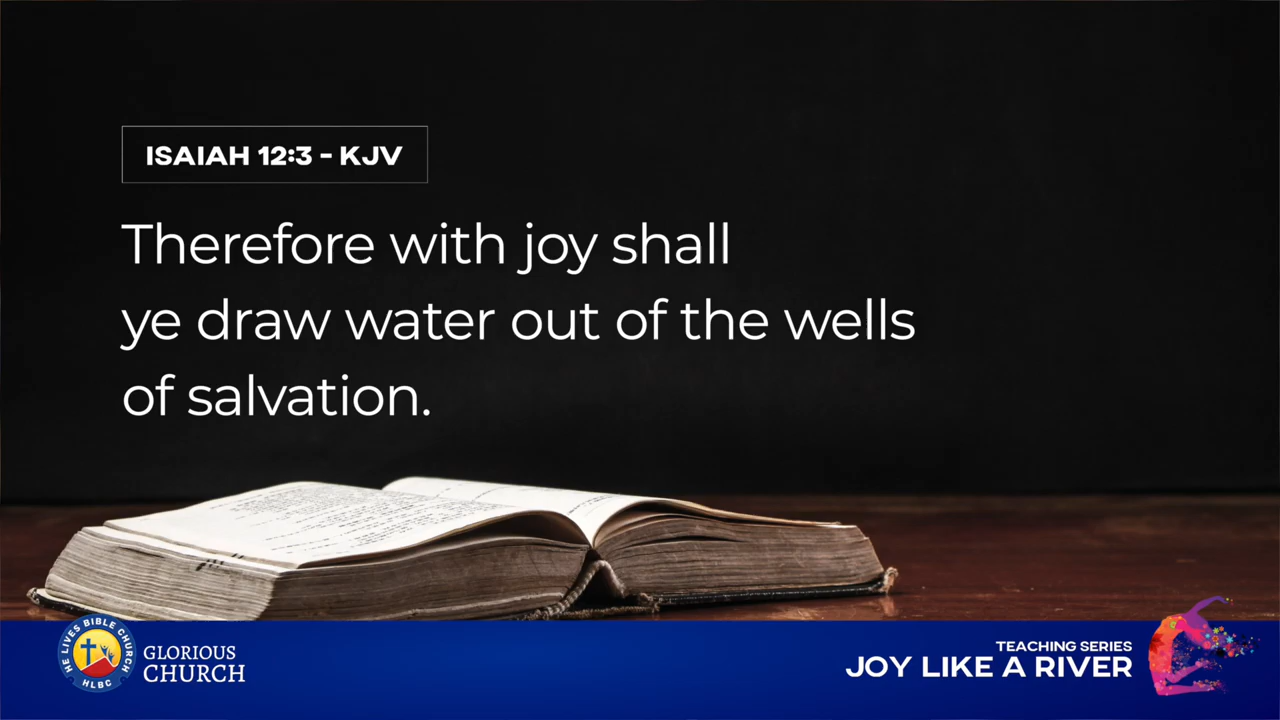 ISAIAH 12:3 - KJV
Therefore with joy shall
ye draw water out of the wells
of salvation.
HE LIVES BIBLE CHURCH
HLBC
GLORIOUS
CHURCH
TEACHING SERIES
JOY LIKE A RIVER